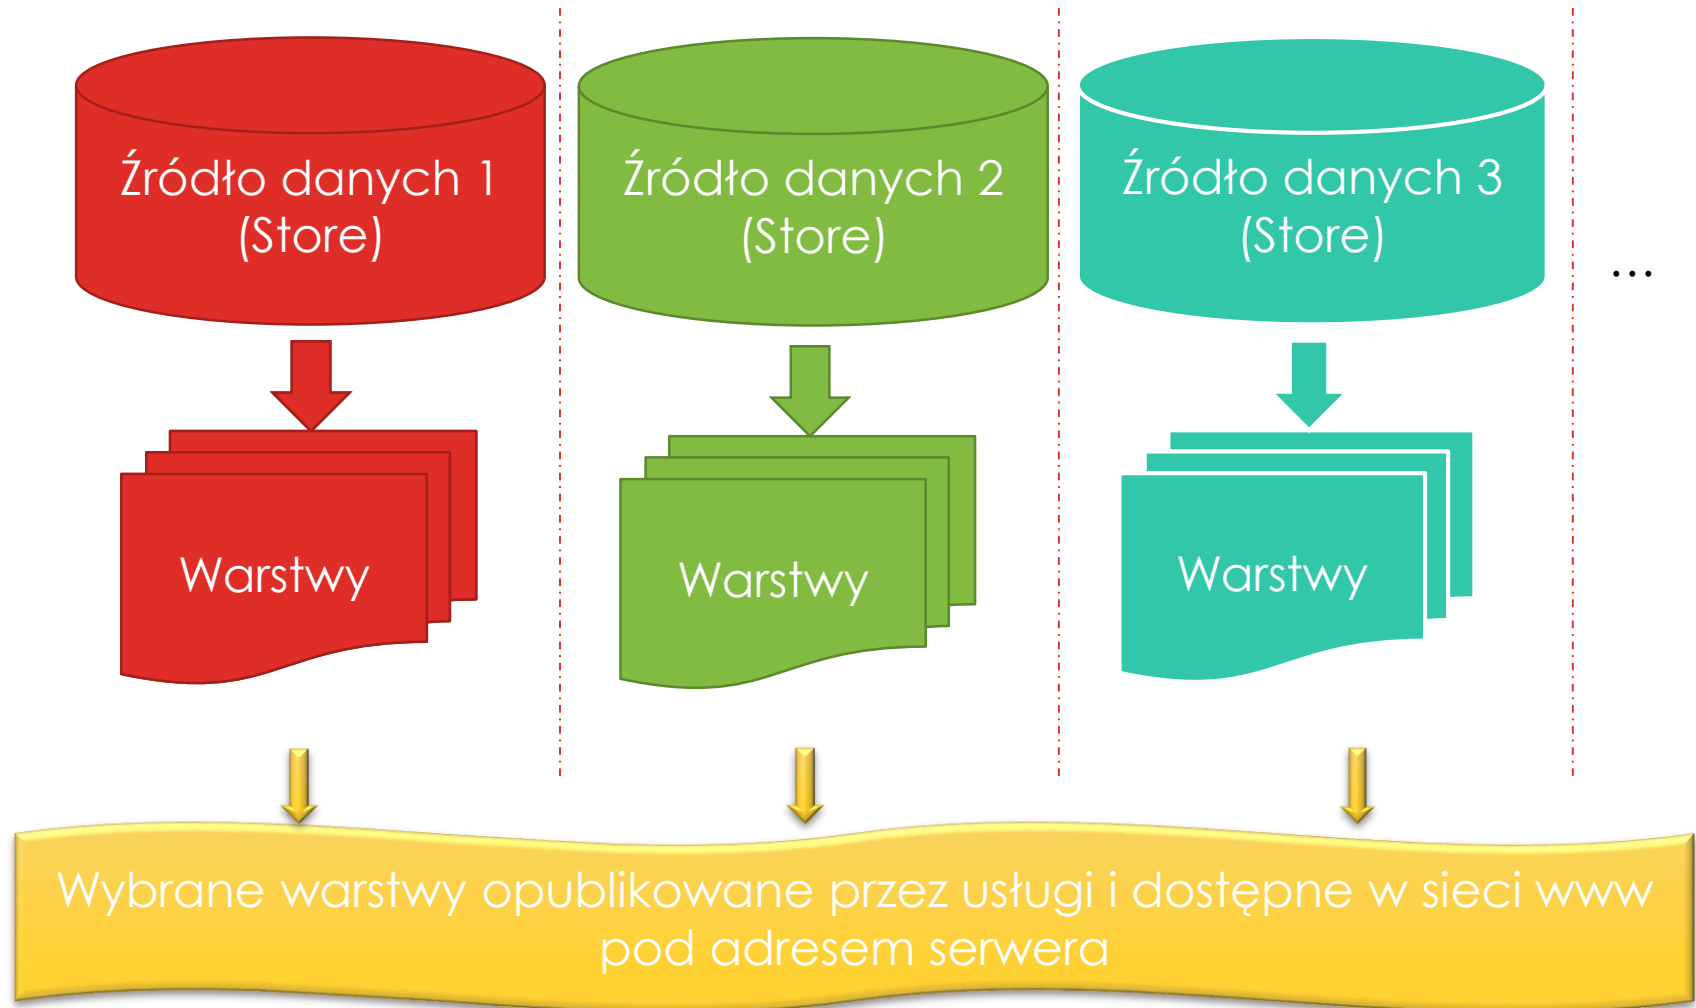 Źródło danych 1
(Store)
Źródło danych 2
(Store)
Źródło danych 3
(Store)
...
Warstwy
Warstwy
Warstwy
Wybrane warstwy opublikowane przez usługi i dostępne w sieci www
pod adresem serwera